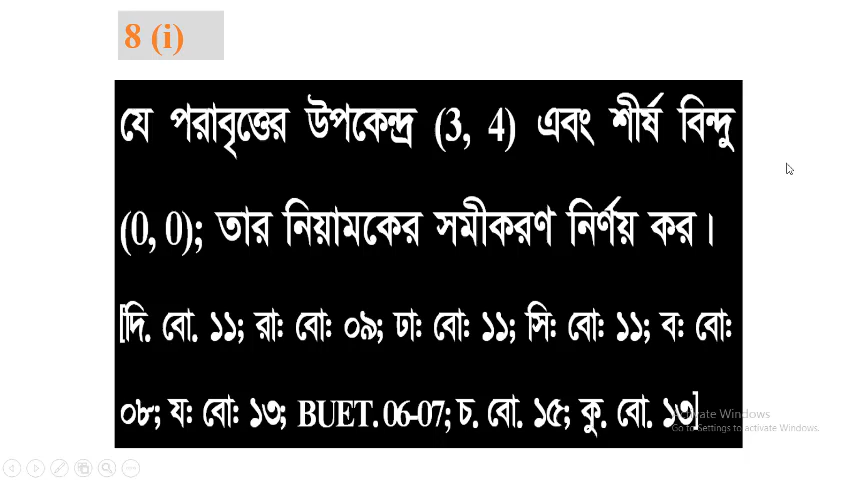 8 (i)
যে পরাবৃত্তের উপকেন্দ্র (3, 4) এবং শীর্ষ বিন্দু
(0, 0); তার নিয়ামকের সমীকরণ নির্ণয় কর।
[দি. বো. ১১; রাঃ বোঃ ০৯; ঢাঃ বোঃ ১১; সিঃ বোঃ ১১; বঃ বোঃ
০৮; যঃ বোঃ ১৩; BUET. 06-07; চ. বো. ১৫; কু. বো. ১৩]
Activate Windows
Go to Settings to activate Windows.